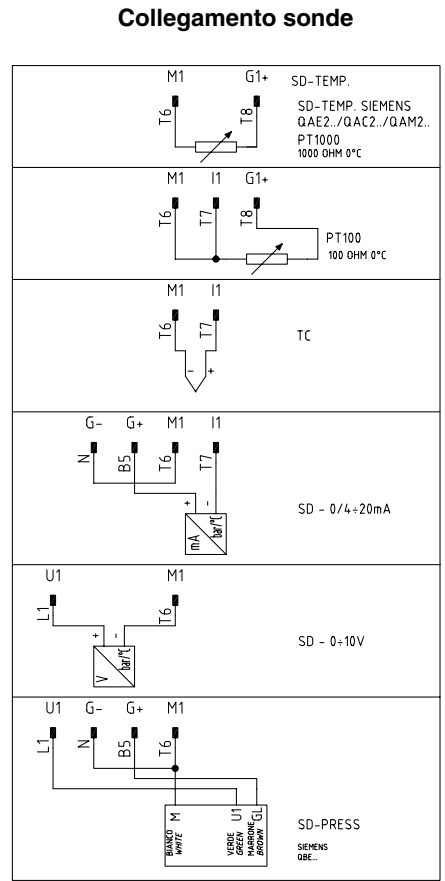 Collegamento sonde
M1 G1+ SD-TEMP.
T6 T8
SD-TEMP. SIEMENS
QAE2../QAC2../QAM2..
PT1000
1000 OHM 0°C
M1 I1 G1+
T6 T7 T8
PT100
100 OHM 0°C
M1 I1
T6 T7
TC
- +
G- G+ M1 I1
N B5 T6 T7
+ -
mA bar/°C
SD - 0/4÷20mA
U1 M1
L1 T6
+ -
V bar/°C
SD - 0÷10V
U1 G- G+ M1
L1 N B5 T6
M U1 GL
BIANCO
WHITE
VERDE
GREEN
MARRONE
BROWN
SD-PRESS
SIEMENS
QBE...